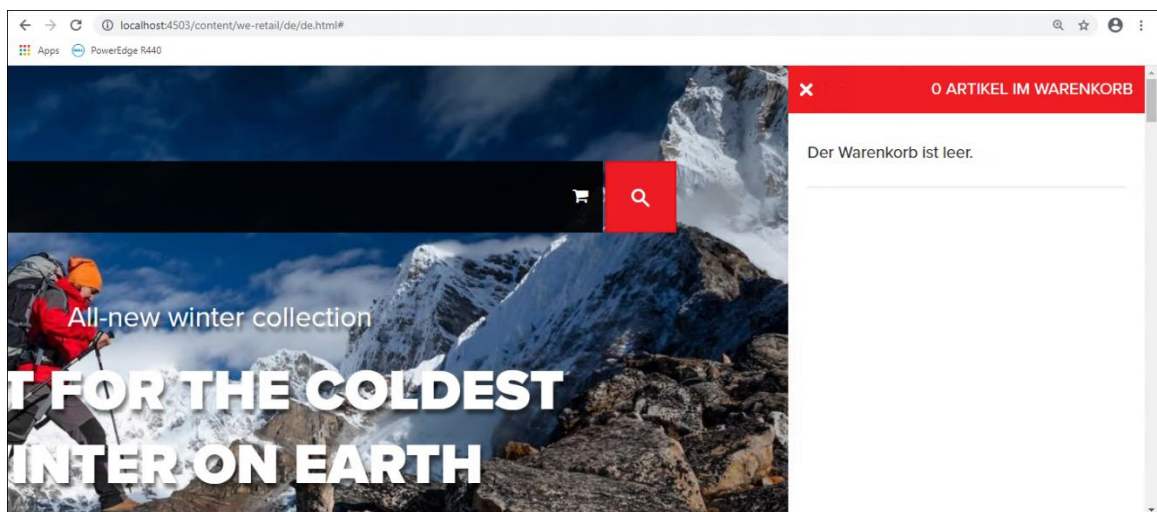 localhost:4503/content/we-retail/de/de.html#
Apps PowerEdge R440
0 ARTIKEL IM WARENKORB
Der Warenkorb ist leer.
All-new winter collection
T FOR THE COLDEST
INTER ON EARTH